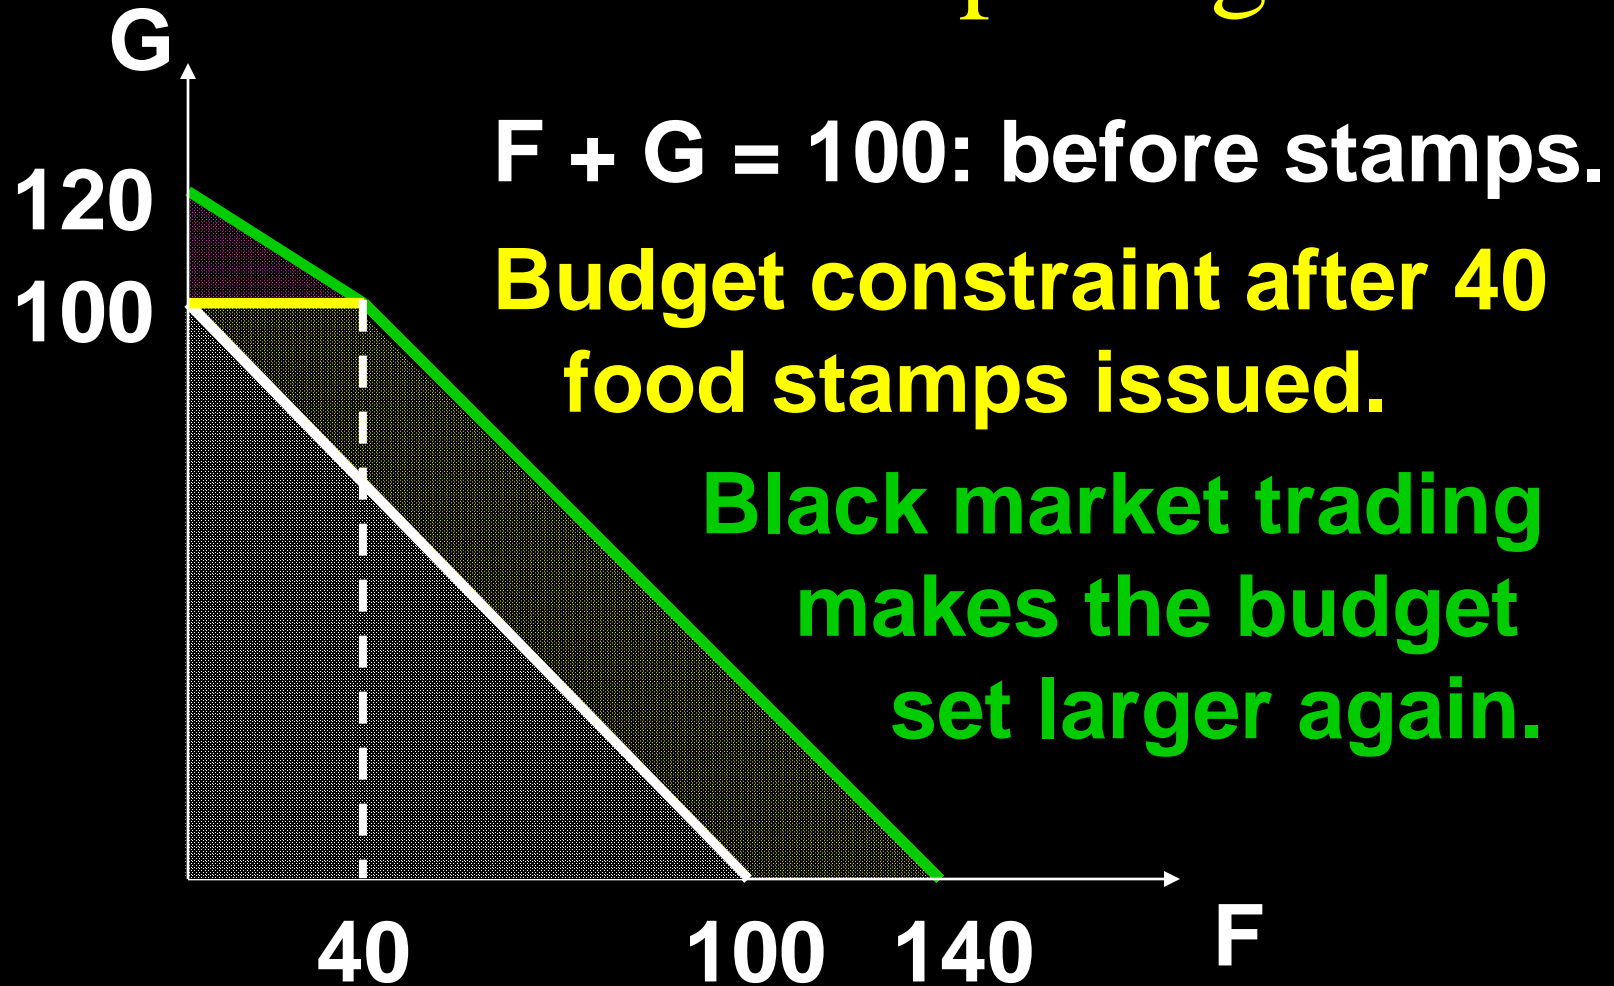 G
F + G = 100: before stamps.
120
Budget constraint after 40
100
food stamps issued.
Black market trading
makes the budget
set larger again.
40 100 140 F